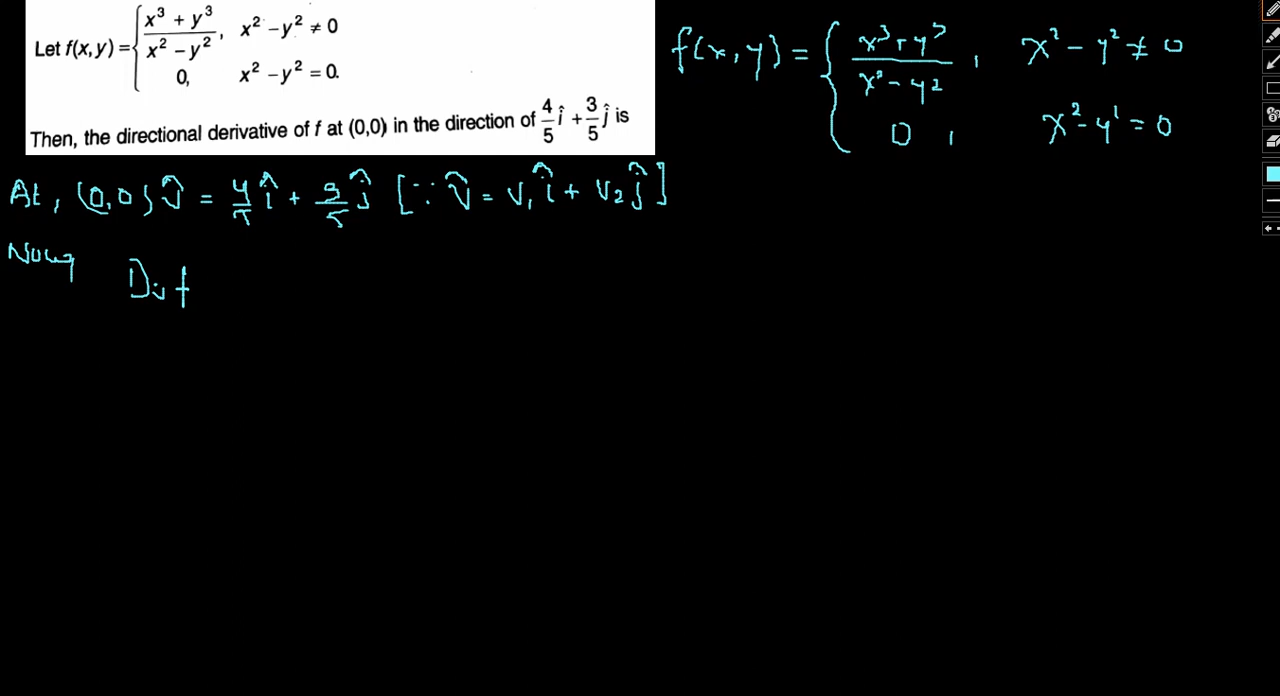 Let f(x, y) = { x³ + y³ / x² - y², x² - y² ≠ 0
0, x² - y² = 0.
Then, the directional derivative of f at (0,0) in the direction of 4/5 î + 3/5 ĵ is
f(x,y) = { x³ + y³ / x² - y² , x² - y² ≠ 0
0 , x² - y² = 0
At, (0,0) v̂ = 4/5 î + 3/5 ĵ [∵ v̂ = v₁ î + v₂ ĵ]
Now